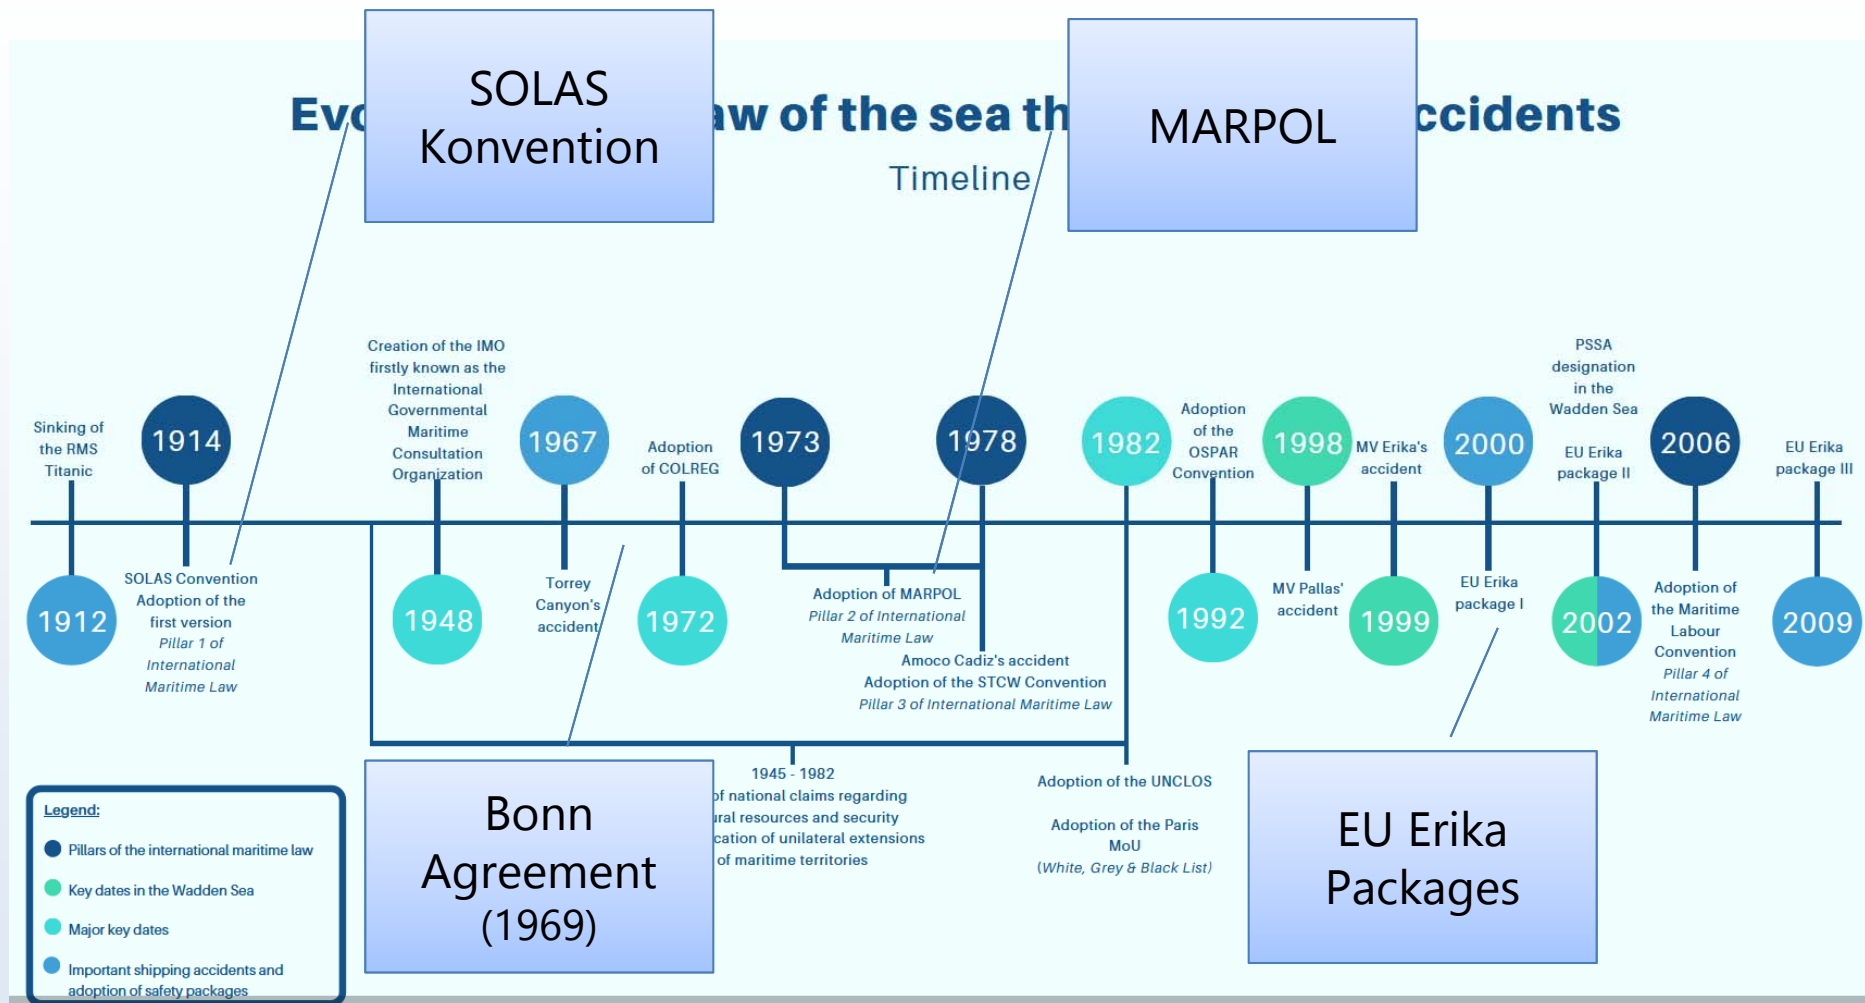 SOLAS
Konvention
MARPOL
aw of the sea th
ccidents
Timeline
Sinking of
the RMS
Titanic
1914
Creation of the IMO
firstly known as the
International
Governmental
Maritime
Consultation
Organization
1967
Adoption
of COLREG
1973
1978
1982
Adoption
of the
OSPAR
Convention
1998
MV Erika's
accident
2000
PSSA
designation
in the
Wadden Sea
EU Erika
package II
2006
EU Erika
package III
1912
SOLAS Convention
Adoption of the
first version
Pillar 1 of
International
Maritime Law
1948
Torrey
Canyon's
accident
1972
Adoption of MARPOL
Pillar 2 of International
Maritime Law
Amoco Cadiz's accident
Adoption of the STCW Convention
Pillar 3 of International Maritime Law
1992
MV Pallas'
accident
1999
EU Erika
package I
2002
Adoption of
the Maritime
Labour
Convention
Pillar 4 of
International
Maritime Law
2009
1945 - 1982
of national claims regarding
ural resources and security
cation of unilateral extensions
of maritime territories
Adoption of the UNCLOS
Adoption of the Paris
MoU
(White, Grey & Black List)
Bonn
Agreement
(1969)
EU Erika
Packages
Legend:
Pillars of the international maritime law
Key dates in the Wadden Sea
Major key dates
Important shipping accidents and
adoption of safety packages